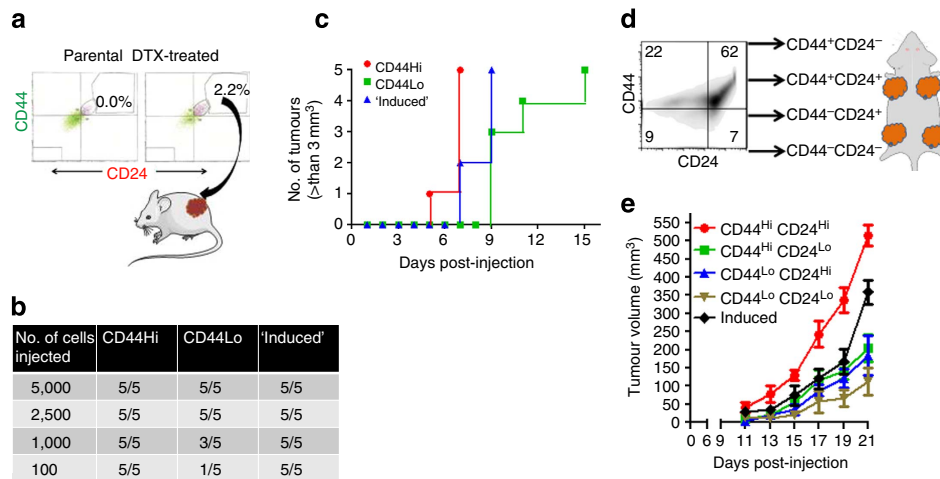 a
Parental DTX-treated
0.0%
2.2%
CD44
CD24
b
No. of cells injected CD44Hi CD44Lo 'Induced'
5,000 5/5 5/5 5/5
2,500 5/5 5/5 5/5
1,000 5/5 3/5 5/5
100 5/5 1/5 5/5
c
CD44Hi
CD44Lo
'Induced'
No. of tumours
(>than 3 mm³)
5
4
3
2
1
0
0 3 6 9 12 15
Days post-injection
d
22 62
9 7
CD44
CD24
CD44⁺CD24⁻
CD44⁺CD24⁺
CD44⁻CD24⁺
CD44⁻CD24⁻
e
CD44ᴴⁱ CD24ᴴⁱ
CD44ᴴⁱ CD24ᴸᵒ
CD44ᴸᵒ CD24ᴴⁱ
CD44ᴸᵒ CD24ᴸᵒ
Induced
Tumour volume (mm³)
550
500
450
400
350
300
250
200
150
100
50
0
0 6 9 11 13 15 17 19 21
Days post-injection